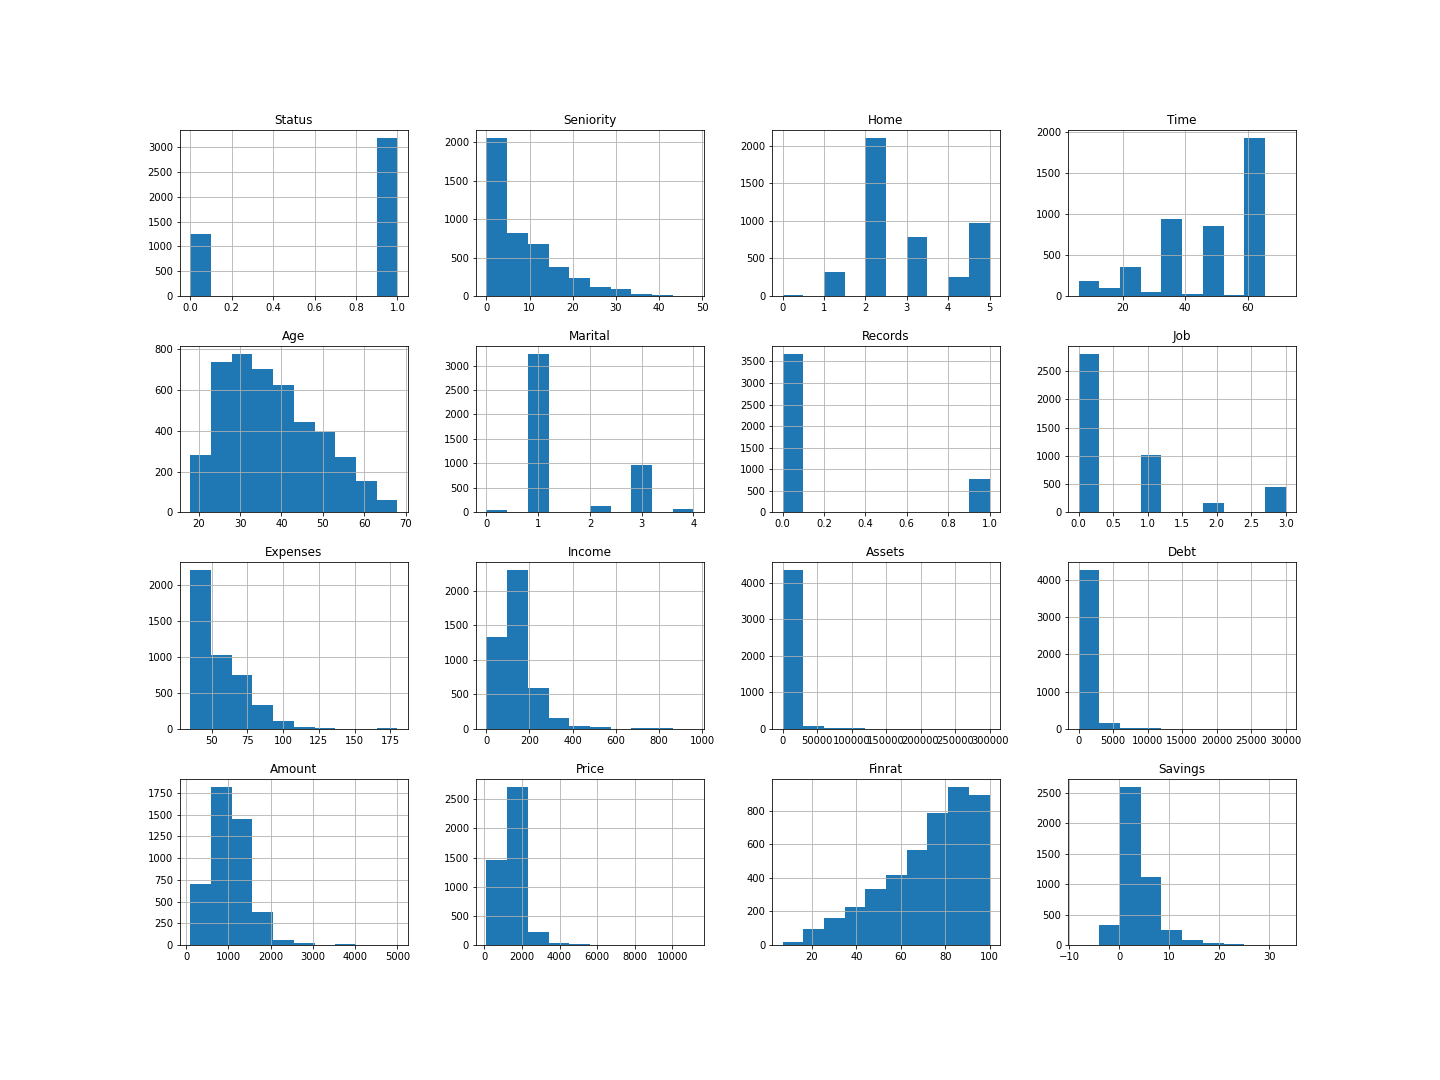 Status
3000
2500
2000
1500
1000
500
0
0.0 0.2 0.4 0.6 0.8 1.0
Seniority
2000
1500
1000
500
0
0 10 20 30 40 50
Home
2000
1500
1000
500
0
0 1 2 3 4 5
Time
2000
1500
1000
500
0
20 40 60
Age
800
600
400
200
0
20 30 40 50 60 70
Marital
3000
2500
2000
1500
1000
500
0
0 1 2 3 4
Records
3500
3000
2500
2000
1500
1000
500
0
0.0 0.2 0.4 0.6 0.8 1.0
Job
2500
2000
1500
1000
500
0
0.0 0.5 1.0 1.5 2.0 2.5 3.0
Expenses
2000
1500
1000
500
0
50 75 100 125 150 175
Income
2000
1500
1000
500
0
0 200 400 600 800 1000
Assets
4000
3000
2000
1000
0
0 50000 100000 150000 200000 250000 300000
Debt
4000
3000
2000
1000
0
0 5000 10000 15000 20000 25000 30000
Amount
1750
1500
1250
1000
750
500
250
0
0 1000 2000 3000 4000 5000
Price
2500
2000
1500
1000
500
0
0 2000 4000 6000 8000 10000
Finrat
800
600
400
200
0
20 40 60 80 100
Savings
2500
2000
1500
1000
500
0
−10 0 10 20 30